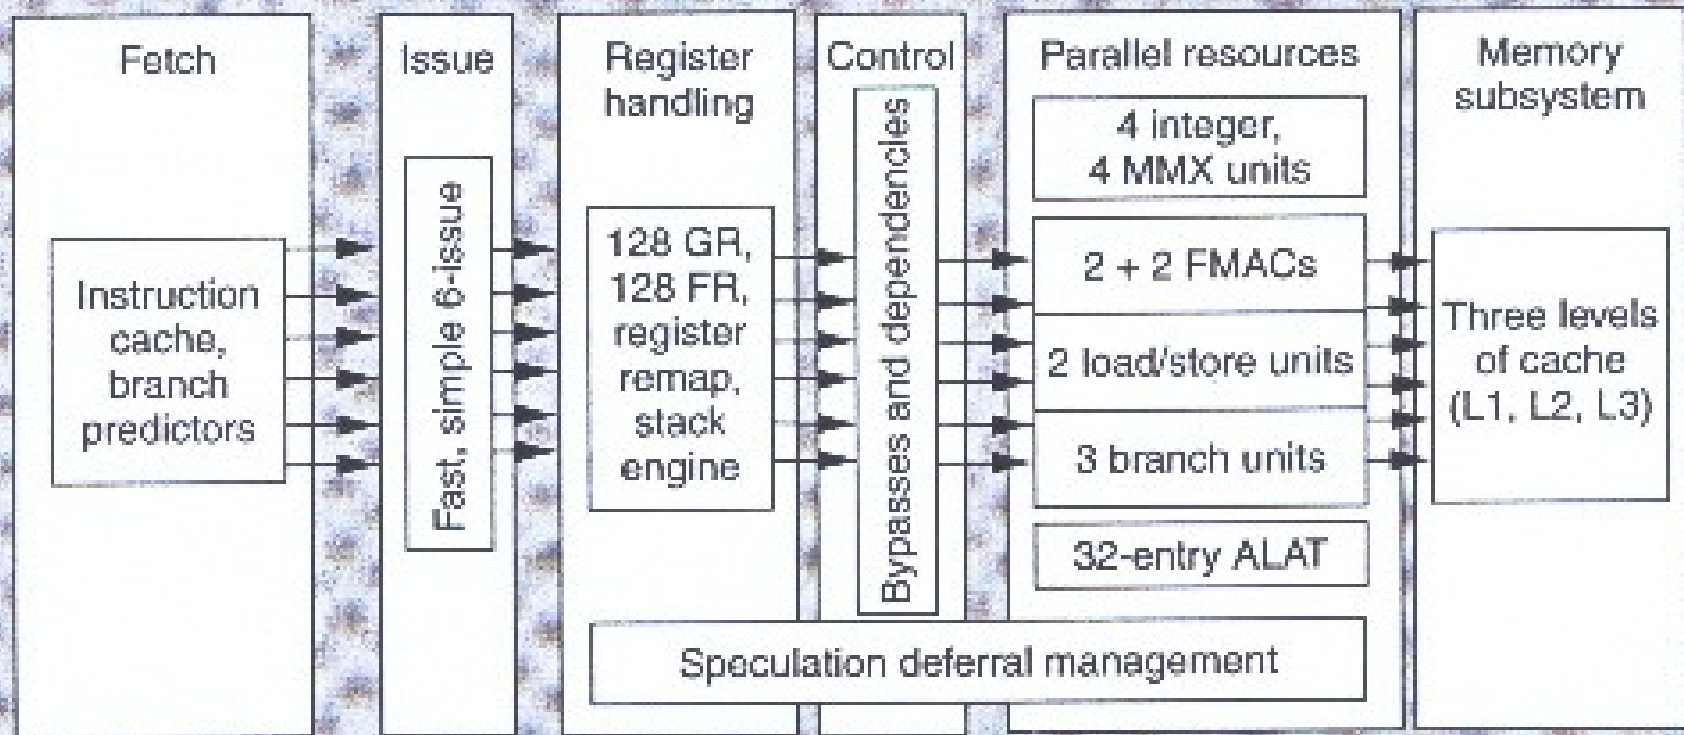 Fetch
Instruction
cache,
branch
predictors
Issue
Fast, simple 6-issue
Register
handling
128 GR,
128 FR,
register
remap,
stack
engine
Control
Bypasses and dependencies
Parallel resources
4 integer,
4 MMX units
2 + 2 FMACs
2 load/store units
3 branch units
32-entry ALAT
Speculation deferral management
Memory
subsystem
Three levels
of cache
(L1, L2, L3)